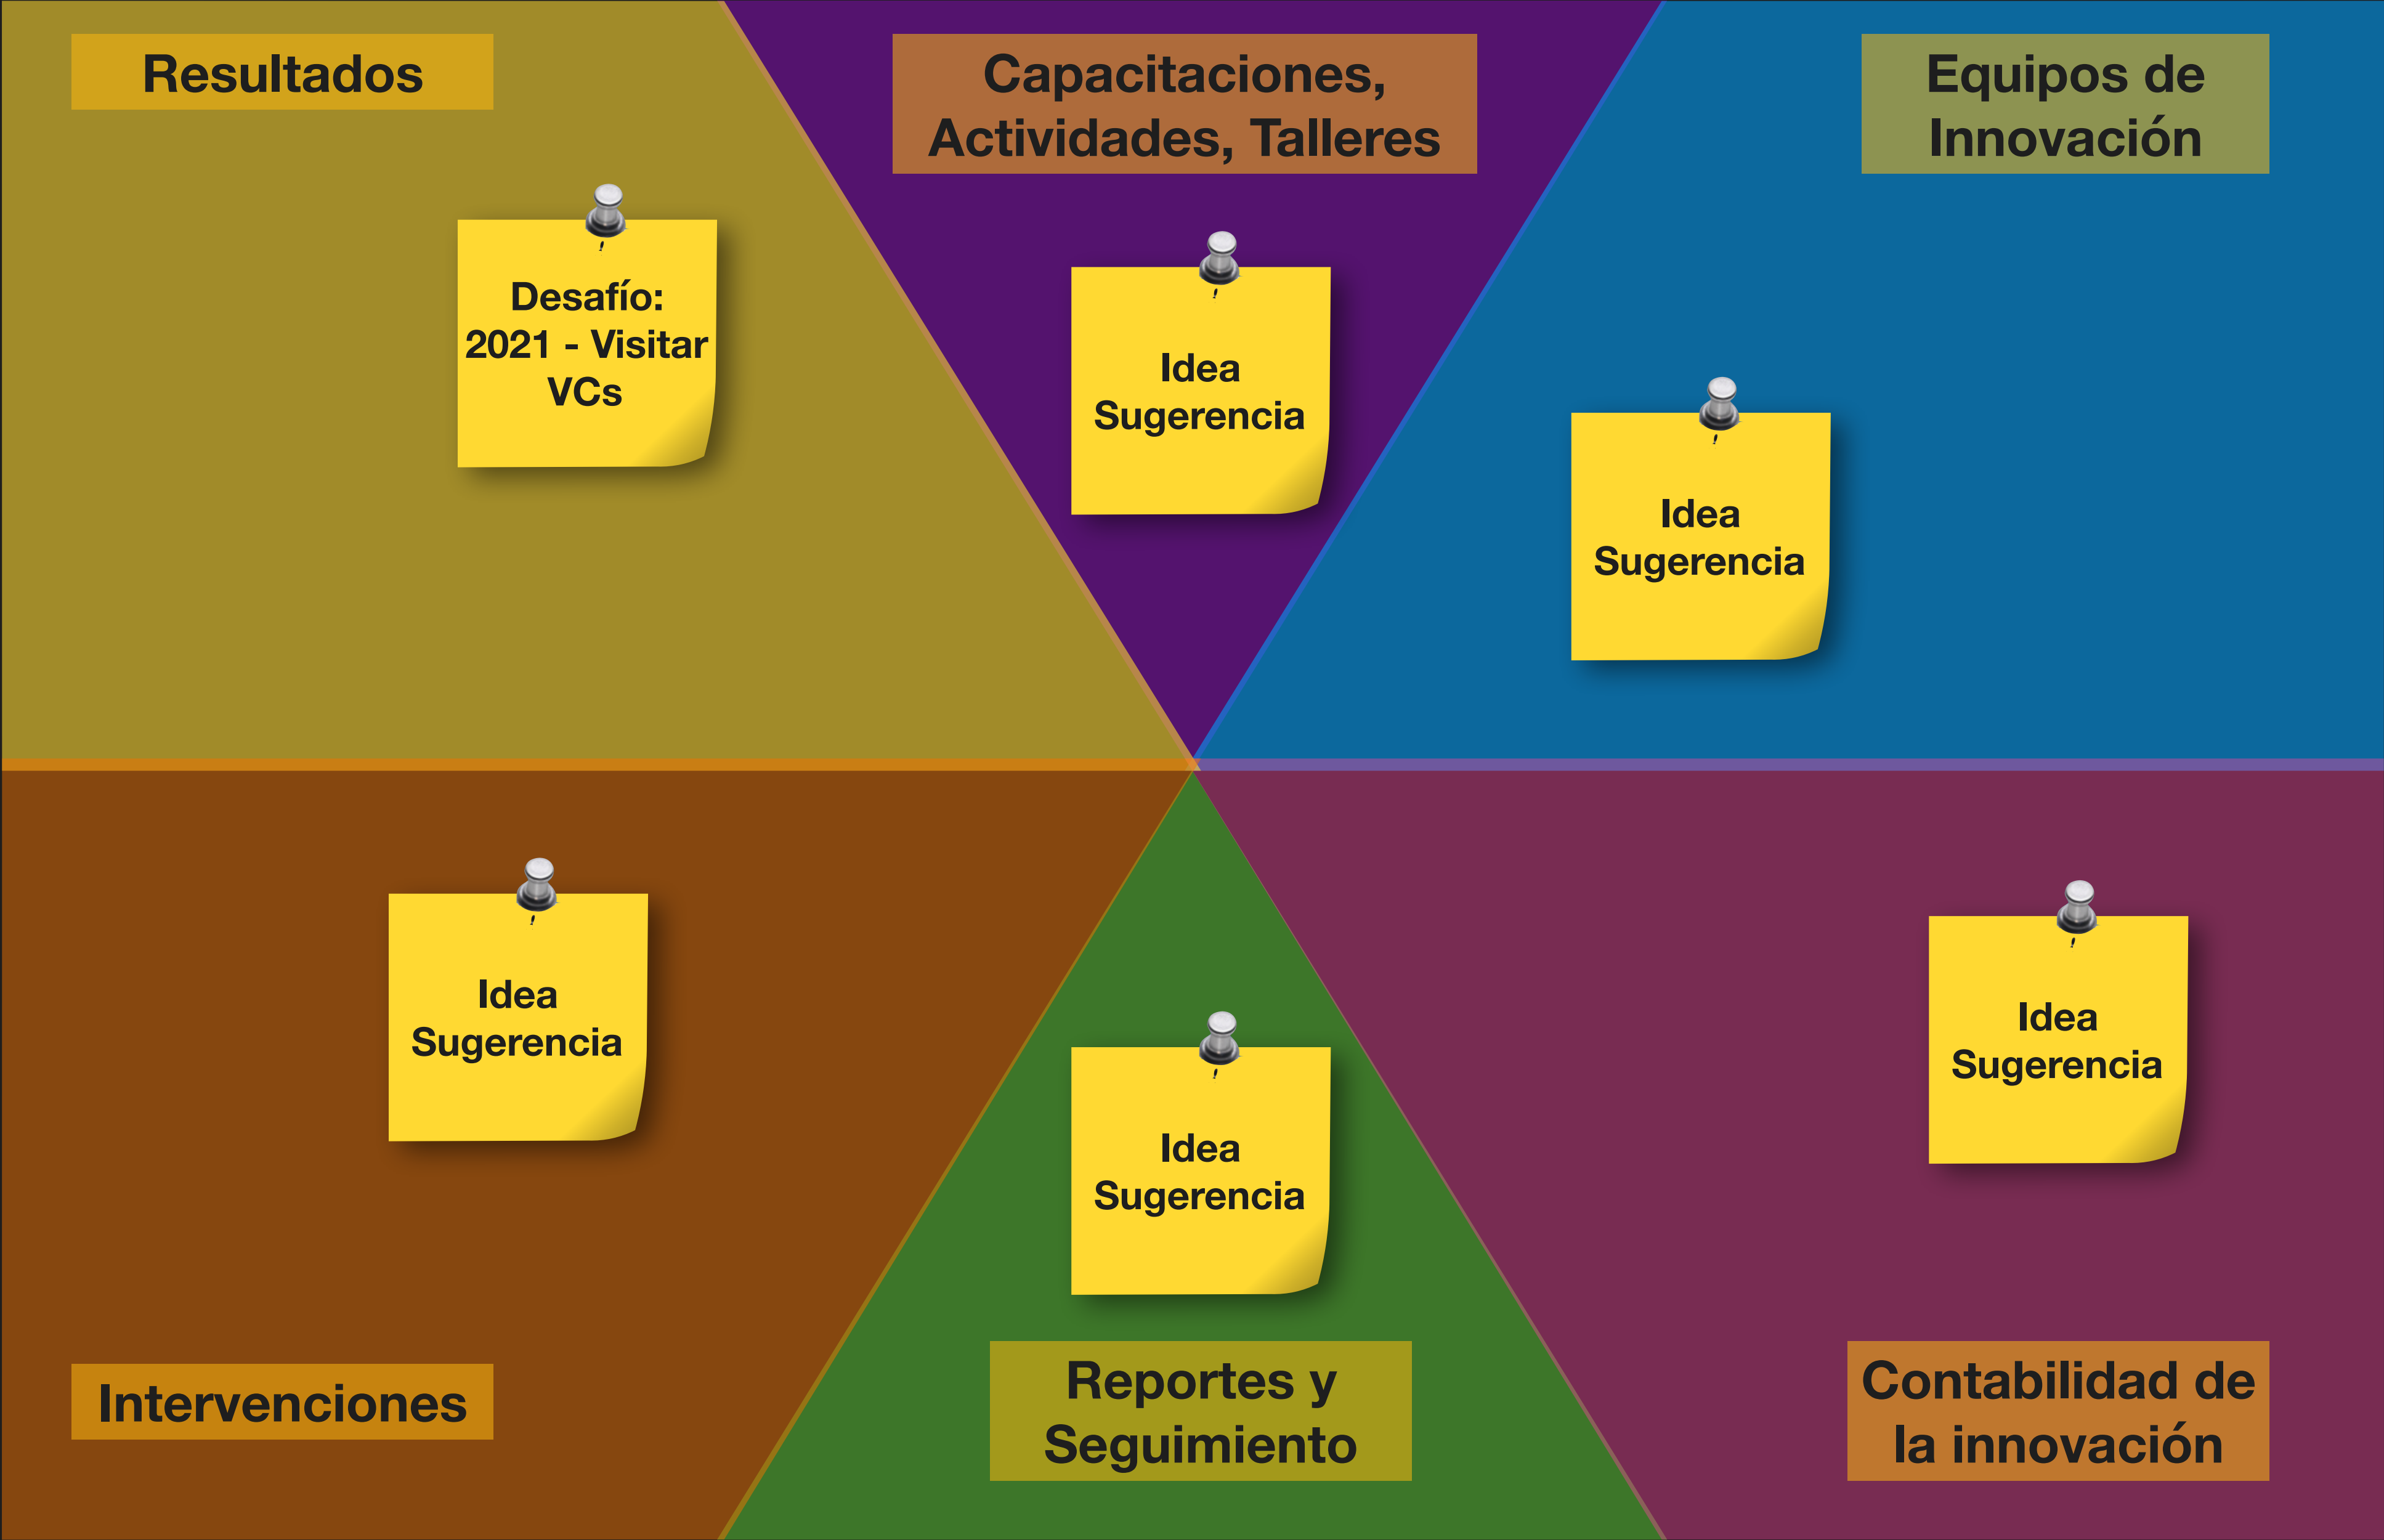 Resultados
Capacitaciones,
Actividades, Talleres
Equipos de
Innovación
Desafío:
2021 - Visitar
VCs
Idea
Sugerencia
Idea
Sugerencia
Idea
Sugerencia
Idea
Sugerencia
Idea
Sugerencia
Intervenciones
Reportes y
Seguimiento
Contabilidad de
la innovación